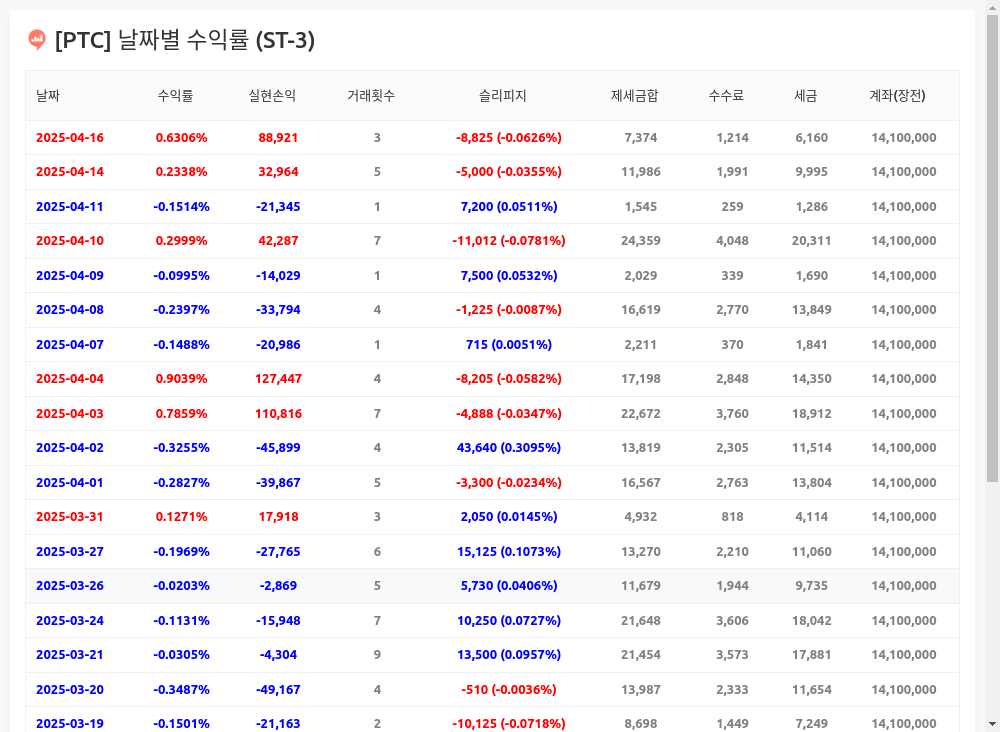 [PTC] 날짜별 수익률 (ST-3)
날짜 수익률 실현손익 거래횟수 슬리피지 제세금합 수수료 세금 계좌(장전)
2025-04-16 0.6306% 88,921 3 -8,825 (-0.0626%) 7,374 1,214 6,160 14,100,000
2025-04-14 0.2338% 32,964 5 -5,000 (-0.0355%) 11,986 1,991 9,995 14,100,000
2025-04-11 -0.1514% -21,345 1 7,200 (0.0511%) 1,545 259 1,286 14,100,000
2025-04-10 0.2999% 42,287 7 -11,012 (-0.0781%) 24,359 4,048 20,311 14,100,000
2025-04-09 -0.0995% -14,029 1 7,500 (0.0532%) 2,029 339 1,690 14,100,000
2025-04-08 -0.2397% -33,794 4 -1,225 (-0.0087%) 16,619 2,770 13,849 14,100,000
2025-04-07 -0.1488% -20,986 1 715 (0.0051%) 2,211 370 1,841 14,100,000
2025-04-04 0.9039% 127,447 4 -8,205 (-0.0582%) 17,198 2,848 14,350 14,100,000
2025-04-03 0.7859% 110,816 7 -4,888 (-0.0347%) 22,672 3,760 18,912 14,100,000
2025-04-02 -0.3255% -45,899 4 43,640 (0.3095%) 13,819 2,305 11,514 14,100,000
2025-04-01 -0.2827% -39,867 5 -3,300 (-0.0234%) 16,567 2,763 13,804 14,100,000
2025-03-31 0.1271% 17,918 3 2,050 (0.0145%) 4,932 818 4,114 14,100,000
2025-03-27 -0.1969% -27,765 6 15,125 (0.1073%) 13,270 2,210 11,060 14,100,000
2025-03-26 -0.0203% -2,869 5 5,730 (0.0406%) 11,679 1,944 9,735 14,100,000
2025-03-24 -0.1131% -15,948 7 10,250 (0.0727%) 21,648 3,606 18,042 14,100,000
2025-03-21 -0.0305% -4,304 9 13,500 (0.0957%) 21,454 3,573 17,881 14,100,000
2025-03-20 -0.3487% -49,167 4 -510 (-0.0036%) 13,987 2,333 11,654 14,100,000
2025-03-19 -0.1501% -21,163 2 -10,125 (-0.0718%) 8,698 1,449 7,249 14,100,000